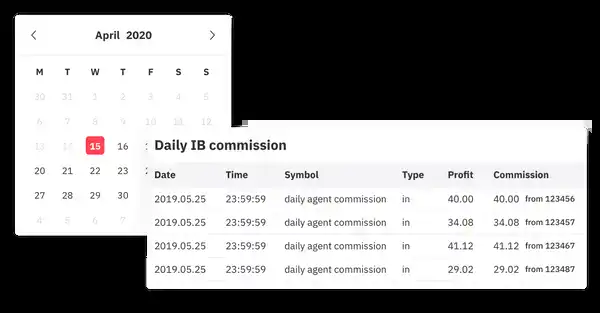 April 2020
M T W T F S S
30 31 1 2 3 4 5
6 7 8 9 10 11 12
13 14 15 16
20 21 22 23
27 28 29 30
4 5 6 7
Daily IB commission
Date Time Symbol Type Profit Commission
2019.05.25 23:59:59 daily agent commission in 40.00 40.00 from 123456
2019.05.25 23:59:59 daily agent commission in 34.08 34.08 from 123457
2019.05.25 23:59:59 daily agent commission in 41.12 41.12 from 123467
2019.05.25 23:59:59 daily agent commission in 29.02 29.02 from 123487